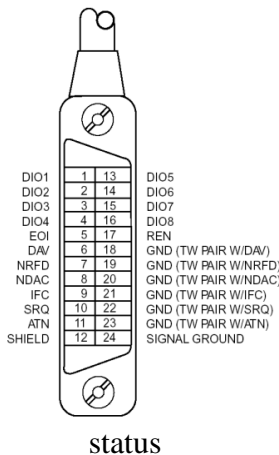 DIO1 1 13 DIO5
DIO2 2 14 DIO6
DIO3 3 15 DIO7
DIO4 4 16 DIO8
EOI 5 17 REN
DAV 6 18 GND (TW PAIR W/DAV)
NRFD 7 19 GND (TW PAIR W/NRFD)
NDAC 8 20 GND (TW PAIR W/NDAC)
IFC 9 21 GND (TW PAIR W/IFC)
SRQ 10 22 GND (TW PAIR W/SRQ)
ATN 11 23 GND (TW PAIR W/ATN)
SHIELD 12 24 SIGNAL GROUND
status